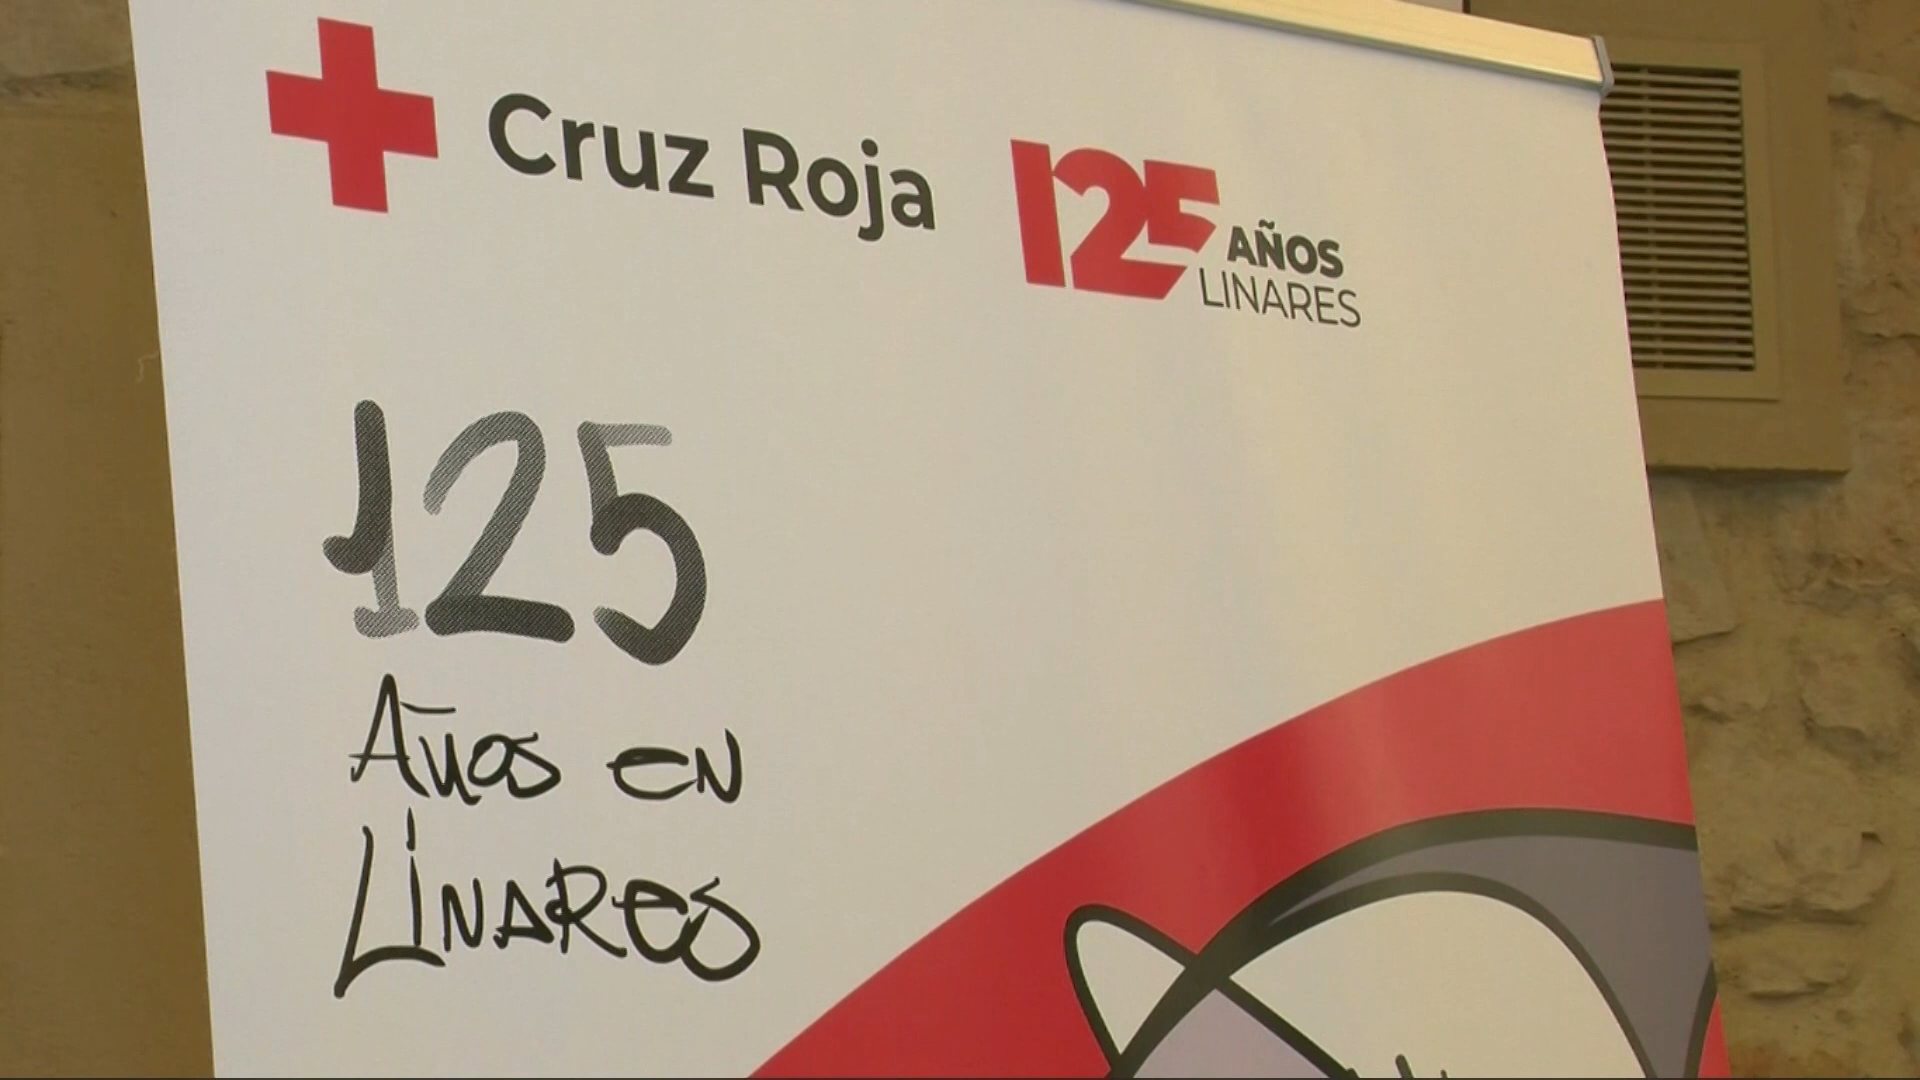 Cruz Roja
125 AÑOS
LINARES
125
Años en
LINARES